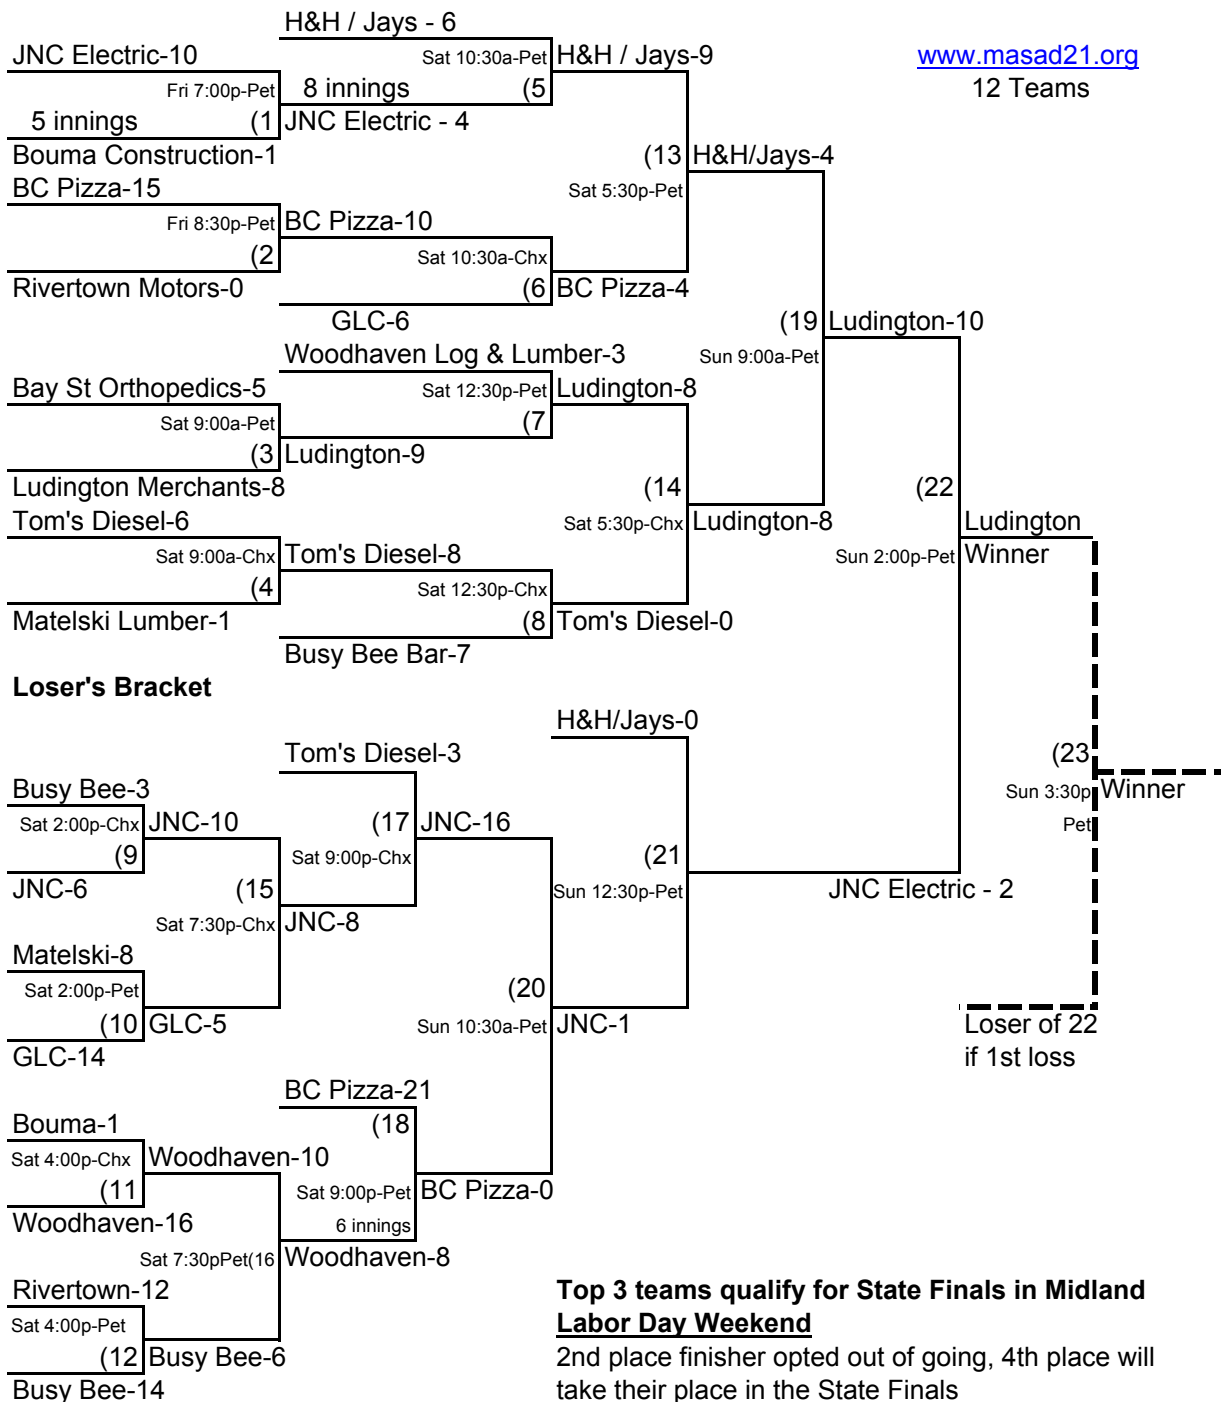 H&H / Jays - 6
JNC Electric-10
Sat 10:30a-Pet
H&H / Jays-9
www.masad21.org
Fri 7:00p-Pet
8 innings
(5
12 Teams
5 innings
(1
JNC Electric - 4
Bouma Construction-1
(13
H&H/Jays-4
BC Pizza-15
Sat 5:30p-Pet
Fri 8:30p-Pet
BC Pizza-10
(2
Sat 10:30a-Chx
Rivertown Motors-0
(6
BC Pizza-4
GLC-6
(19
Ludington-10
Woodhaven Log & Lumber-3
Sun 9:00a-Pet
Bay St Orthopedics-5
Sat 12:30p-Pet
Ludington-8
Sat 9:00a-Pet
(7
(3
Ludington-9
Ludington Merchants-8
(14
(22
Tom's Diesel-6
Sat 5:30p-Chx
Ludington-8
Ludington
Sat 9:00a-Chx
Tom's Diesel-8
Sun 2:00p-Pet
Winner
(4
Sat 12:30p-Chx
Matelski Lumber-1
(8
Tom's Diesel-0
Busy Bee Bar-7
Loser's Bracket
H&H/Jays-0
Tom's Diesel-3
(23
Busy Bee-3
Sun 3:30p
Winner
Sat 2:00p-Chx
JNC-10
(17
JNC-16
Pet
(9
Sat 9:00p-Chx
(21
JNC-6
(15
Sun 12:30p-Pet
JNC Electric - 2
Sat 7:30p-Chx
JNC-8
Matelski-8
Sat 2:00p-Pet
(20
(10
GLC-5
Sun 10:30a-Pet
JNC-1
Loser of 22
GLC-14
if 1st loss
BC Pizza-21
Bouma-1
(18
Sat 4:00p-Chx
Woodhaven-10
(11
Sat 9:00p-Pet
BC Pizza-0
Woodhaven-16
6 innings
Sat 7:30pPet(16
Woodhaven-8
Rivertown-12
Top 3 teams qualify for State Finals in Midland
Sat 4:00p-Pet
Labor Day Weekend
(12
Busy Bee-6
2nd place finisher opted out of going, 4th place will
Busy Bee-14
take their place in the State Finals